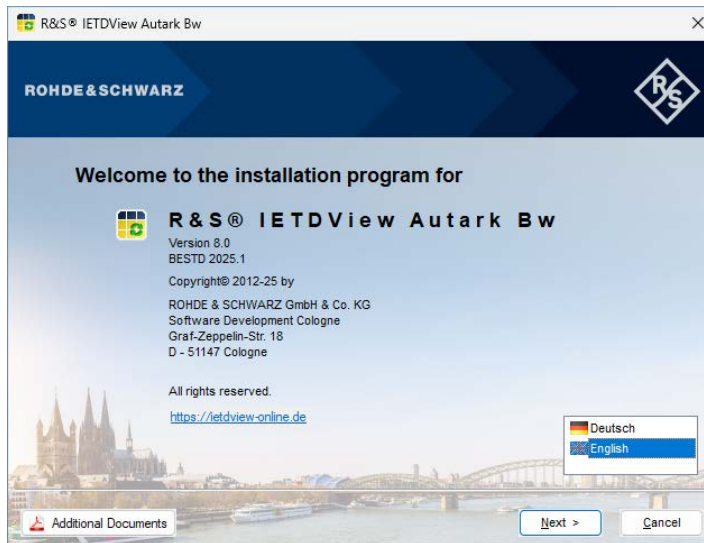 R&S® IETDView Autark Bw
ROHDE&SCHWARZ
R/S
Welcome to the installation program for
R&S® IETDView Autark Bw
Version 8.0
BESTD 2025.1
Copyright© 2012-25 by
ROHDE & SCHWARZ GmbH & Co. KG
Software Development Cologne
Graf-Zeppelin-Str. 18
D - 51147 Cologne
All rights reserved.
https://ietdview-online.de
Deutsch
English
Additional Documents
Next >
Cancel